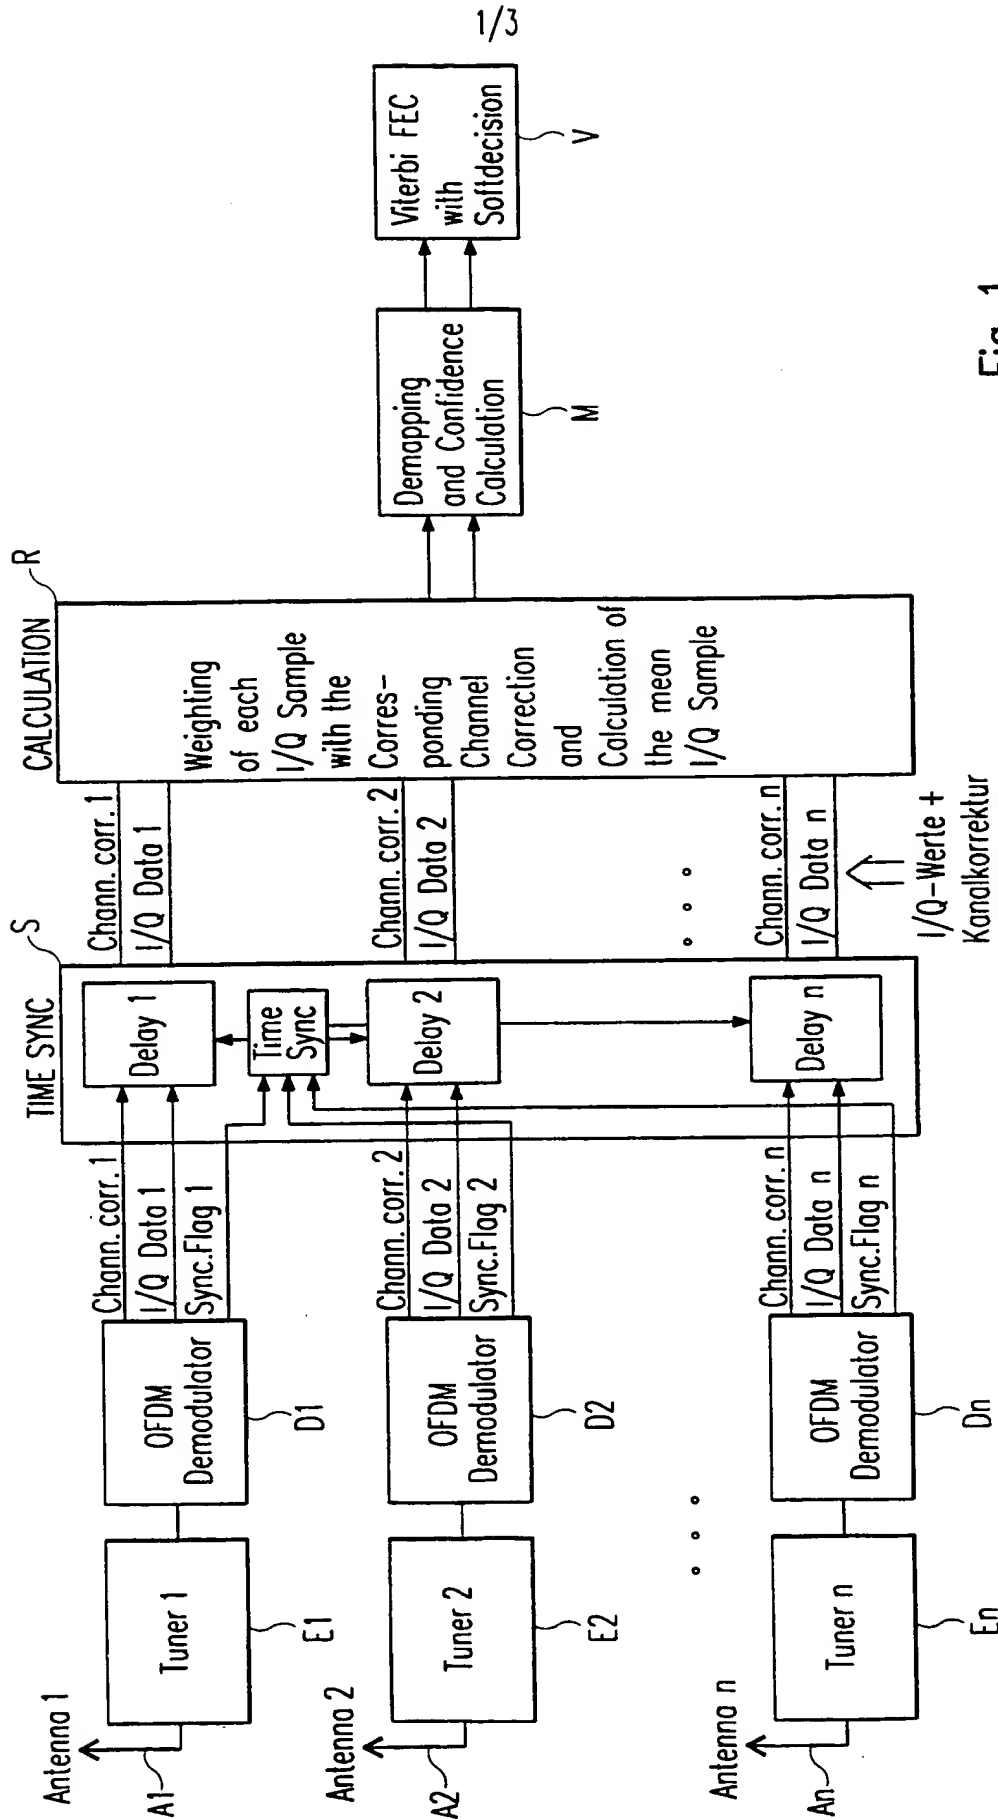 1/3
Antenna 1
A1
Tuner 1
E1
OFDM
Demodulator
D1
Chann. corr. 1
I/Q Data 1
Sync.Flag 1
Antenna 2
A2
Tuner 2
E2
OFDM
Demodulator
D2
Chann. corr. 2
I/Q Data 2
Sync.Flag 2
Antenna n
An
Tuner n
En
OFDM
Demodulator
Dn
Chann. corr. n
I/Q Data n
Sync.Flag n
TIME SYNC
S
Delay 1
Time
Sync
Delay 2
Delay n
Chann. corr. 1
I/Q Data 1
Chann. corr. 2
I/Q Data 2
Chann. corr. n
I/Q Data n
I/Q-Werte +
Kanalkorrektur
CALCULATION
R
Weighting
of each
I/Q Sample
with the
Corres-
ponding
Channel
Correction
and
Calculation of
the mean
I/Q Sample
Demapping
and Confidence
Calculation
M
Viterbi FEC
with
Softdecision
V
Fig. 1